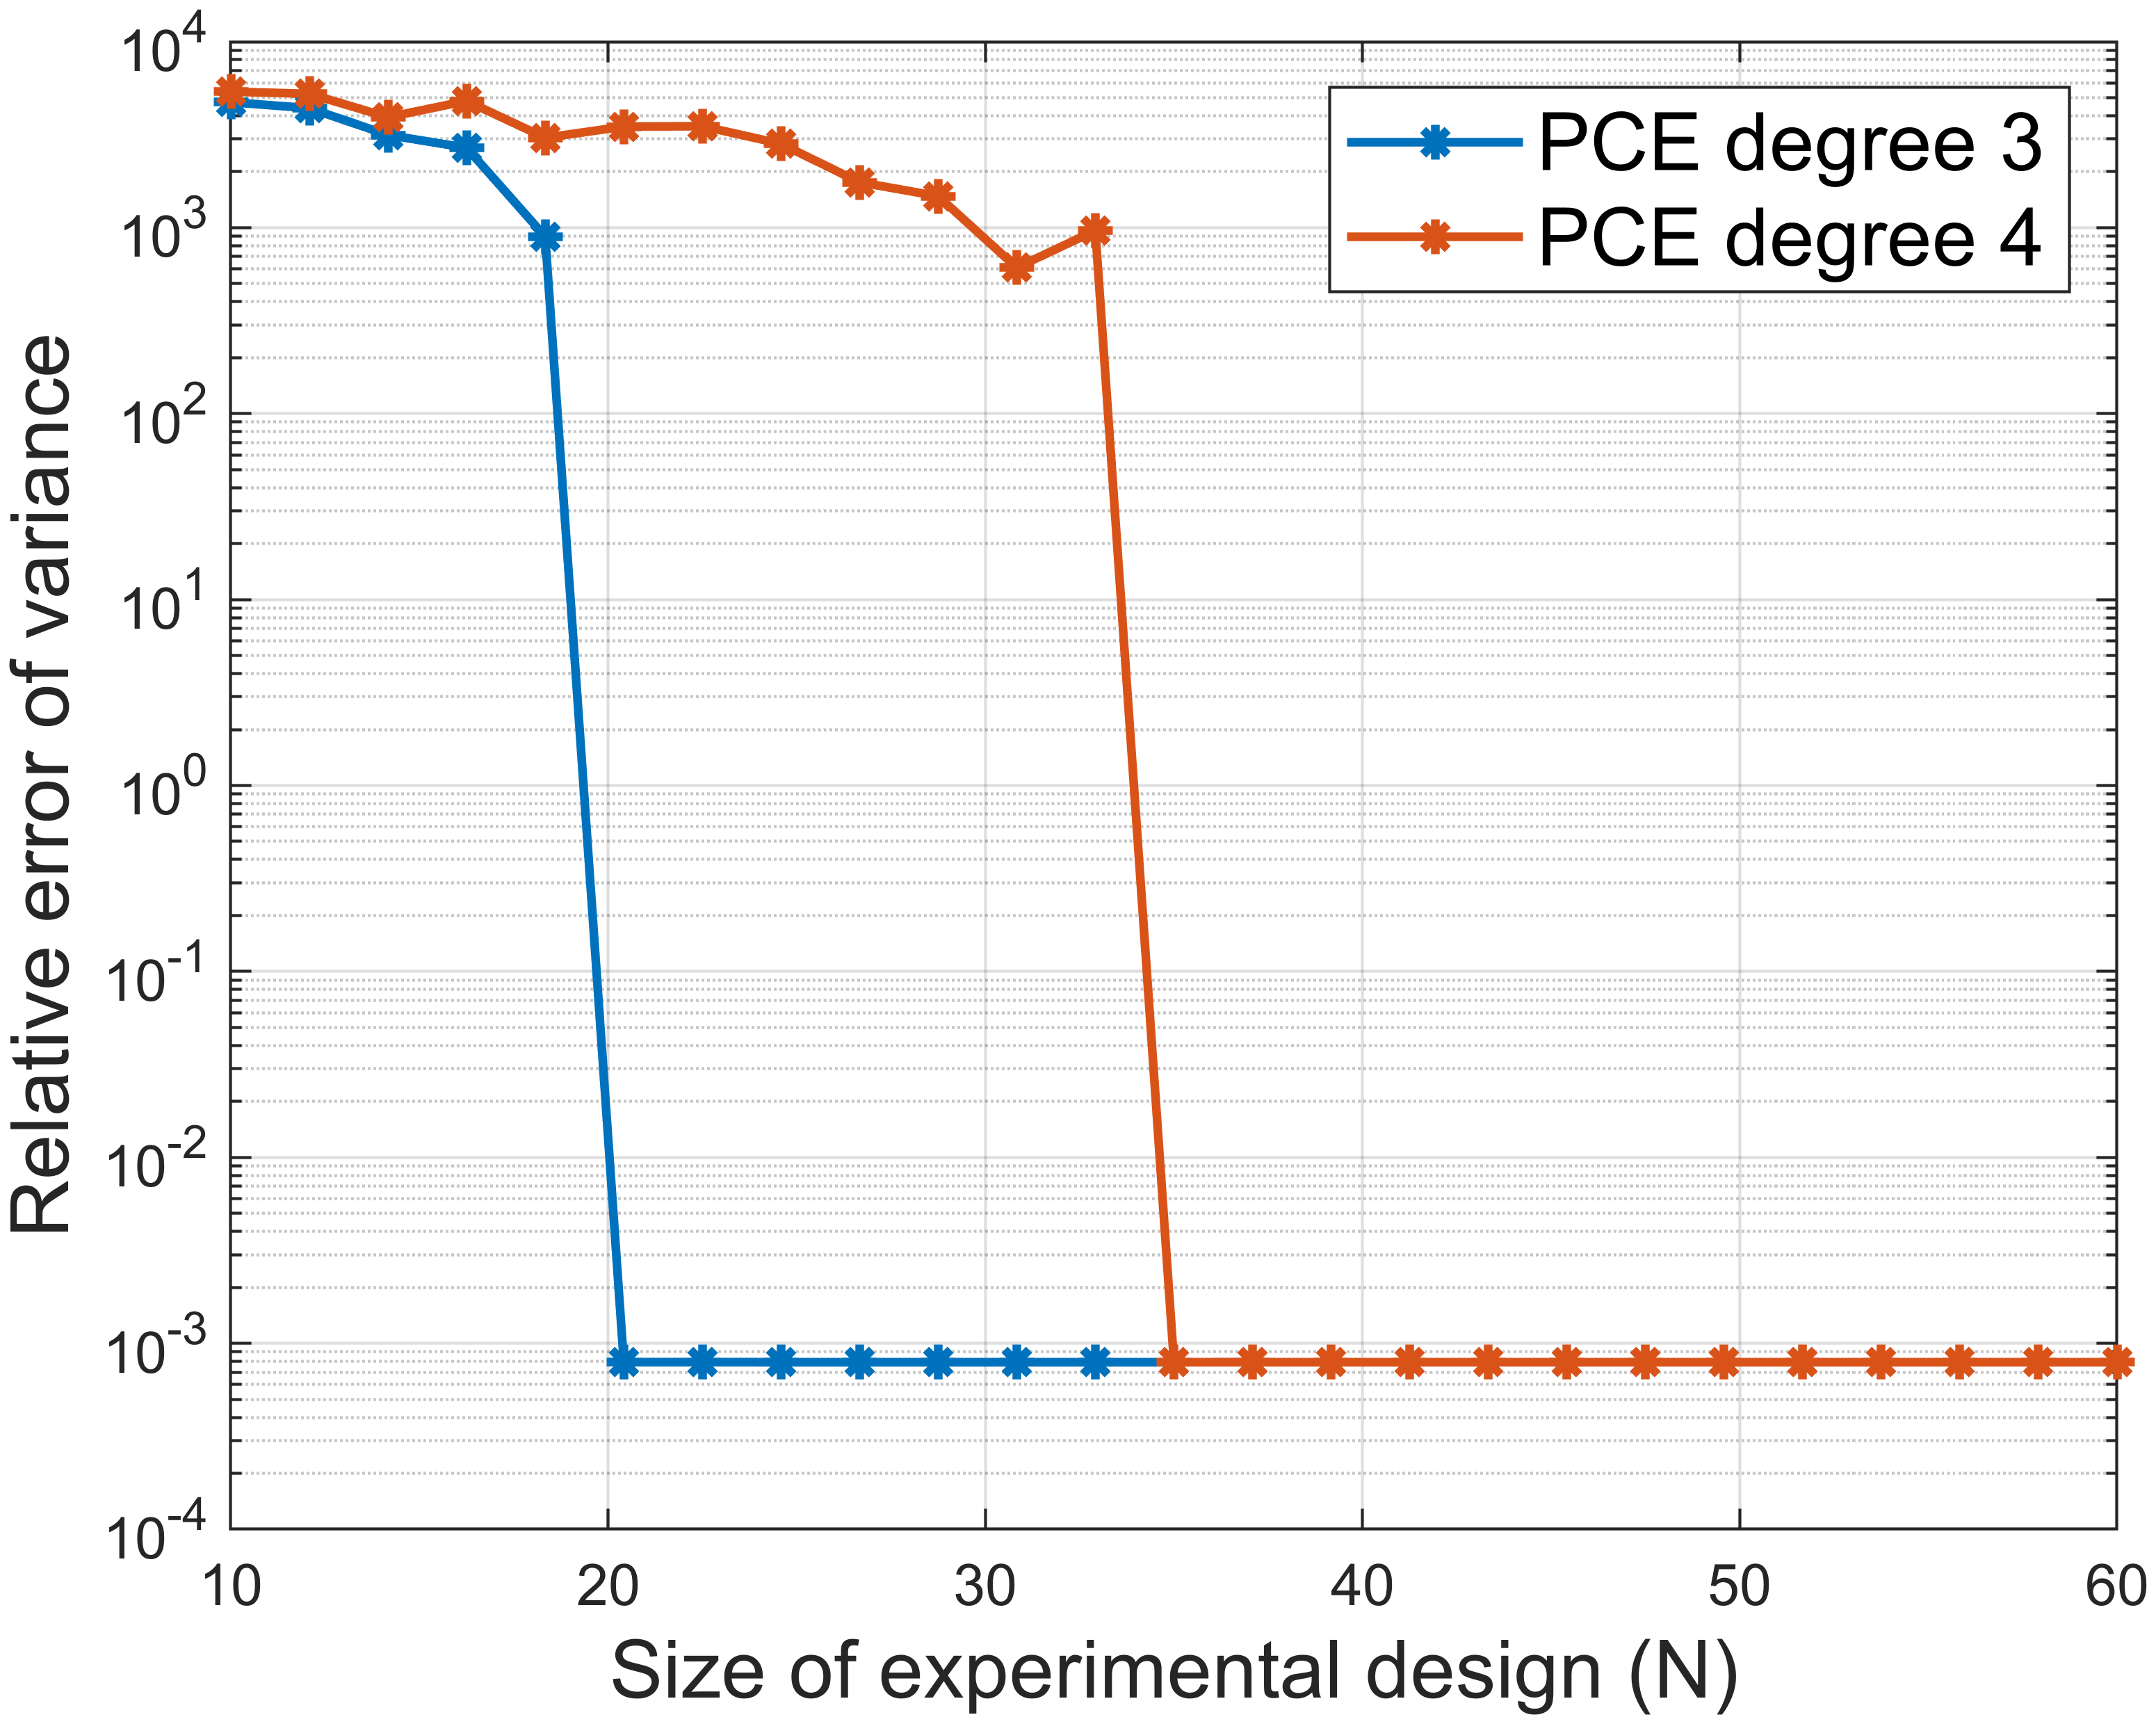 Relative error of variance
10^4
10^3
10^2
10^1
10^0
10^-1
10^-2
10^-3
10^-4
PCE degree 3
PCE degree 4
10 20 30 40 50 60
Size of experimental design (N)